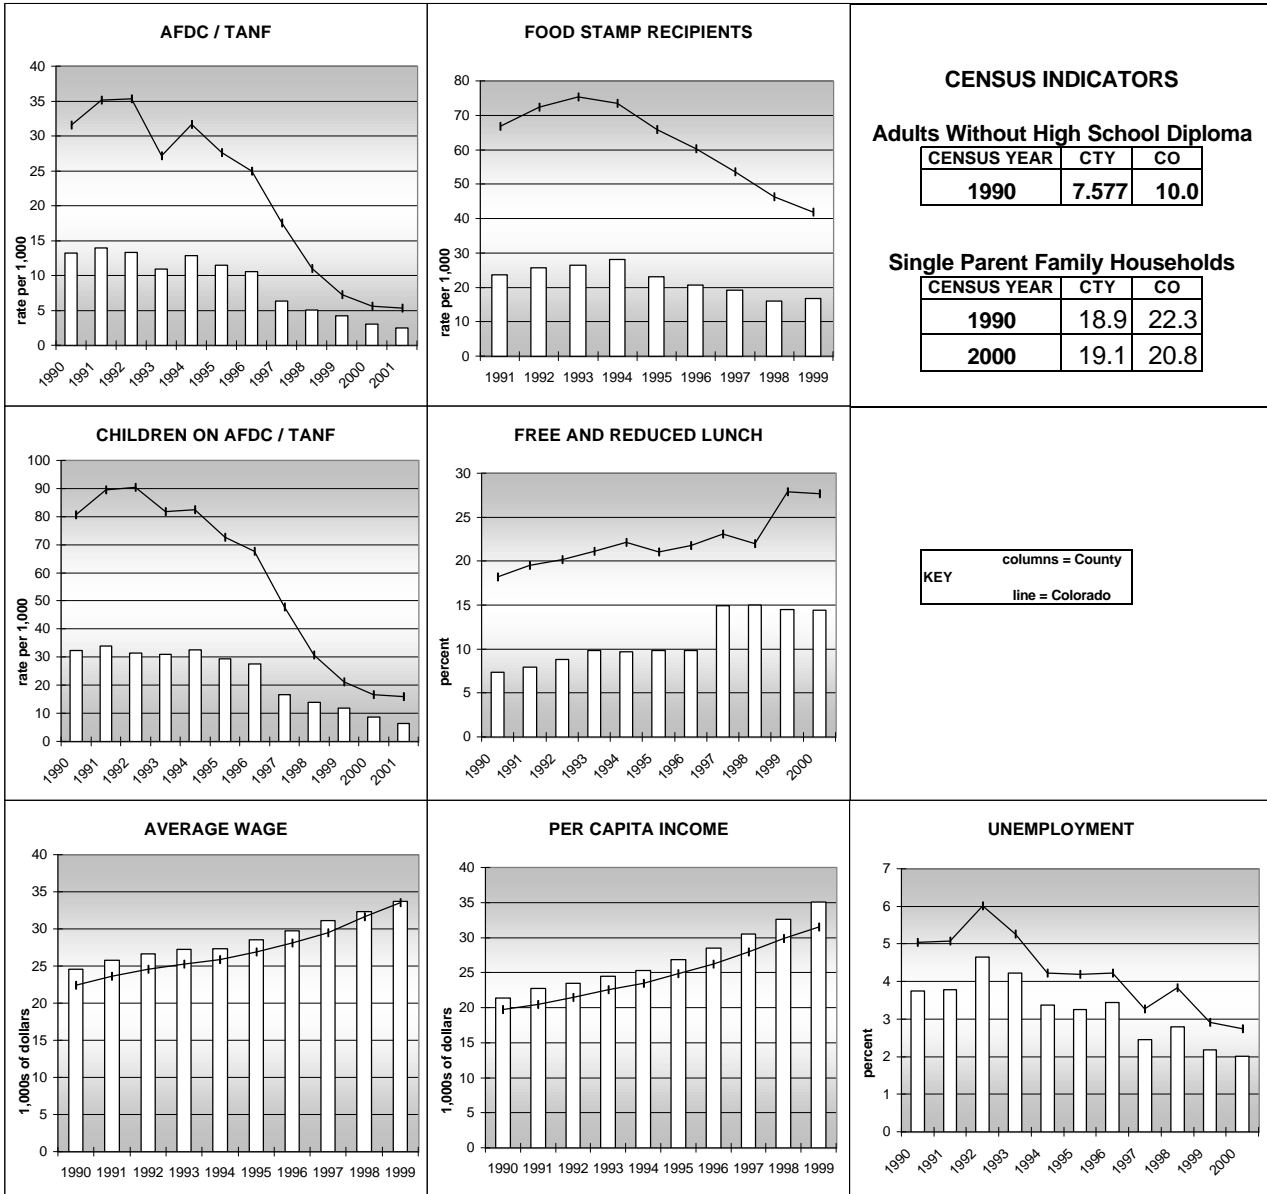 AFDC / TANF
40
35
30
25
20
15
10
5
0
rate per 1,000
1990 1991 1992 1993 1994 1995 1996 1997 1998 1999 2000 2001
FOOD STAMP RECIPIENTS
80
70
60
50
40
30
20
10
0
rate per 1,000
1991 1992 1993 1994 1995 1996 1997 1998 1999
CENSUS INDICATORS
Adults Without High School Diploma
CENSUS YEAR CTY CO
1990 7.577 10.0
Single Parent Family Households
CENSUS YEAR CTY CO
1990 18.9 22.3
2000 19.1 20.8
CHILDREN ON AFDC / TANF
100
90
80
70
60
50
40
30
20
10
0
rate per 1,000
1990 1991 1992 1993 1994 1995 1996 1997 1998 1999 2000 2001
FREE AND REDUCED LUNCH
30
25
20
15
10
5
0
percent
1990 1991 1992 1993 1994 1995 1996 1997 1998 1999 2000
columns = County
KEY
line = Colorado
AVERAGE WAGE
40
35
30
25
20
15
10
5
0
1,000s of dollars
1990 1991 1992 1993 1994 1995 1996 1997 1998 1999
PER CAPITA INCOME
40
35
30
25
20
15
10
5
0
1,000s of dollars
1990 1991 1992 1993 1994 1995 1996 1997 1998 1999
UNEMPLOYMENT
7
6
5
4
3
2
1
0
percent
1990 1991 1992 1993 1994 1995 1996 1997 1998 1999 2000